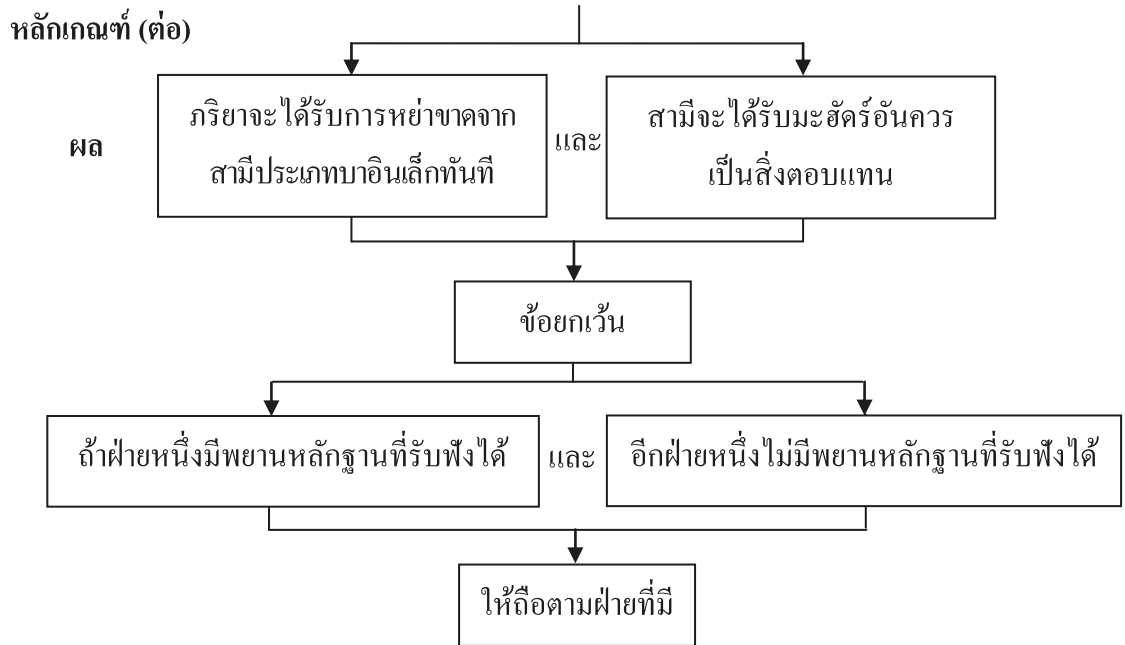 หลักเกณฑ์ (ต่อ)
ผล
ภริยาจะได้รับการหย่าขาดจาก
สามีประเภทบาอินเล็กทันที
และ
สามีจะได้รับมะฮัดร์อันควร
เป็นสิ่งตอบแทน
ข้อยกเว้น
ถ้าฝ่ายหนึ่งมีพยานหลักฐานที่รับฟังได้
และ
อีกฝ่ายหนึ่งไม่มีพยานหลักฐานที่รับฟังได้
ให้ถือตามฝ่ายที่มี